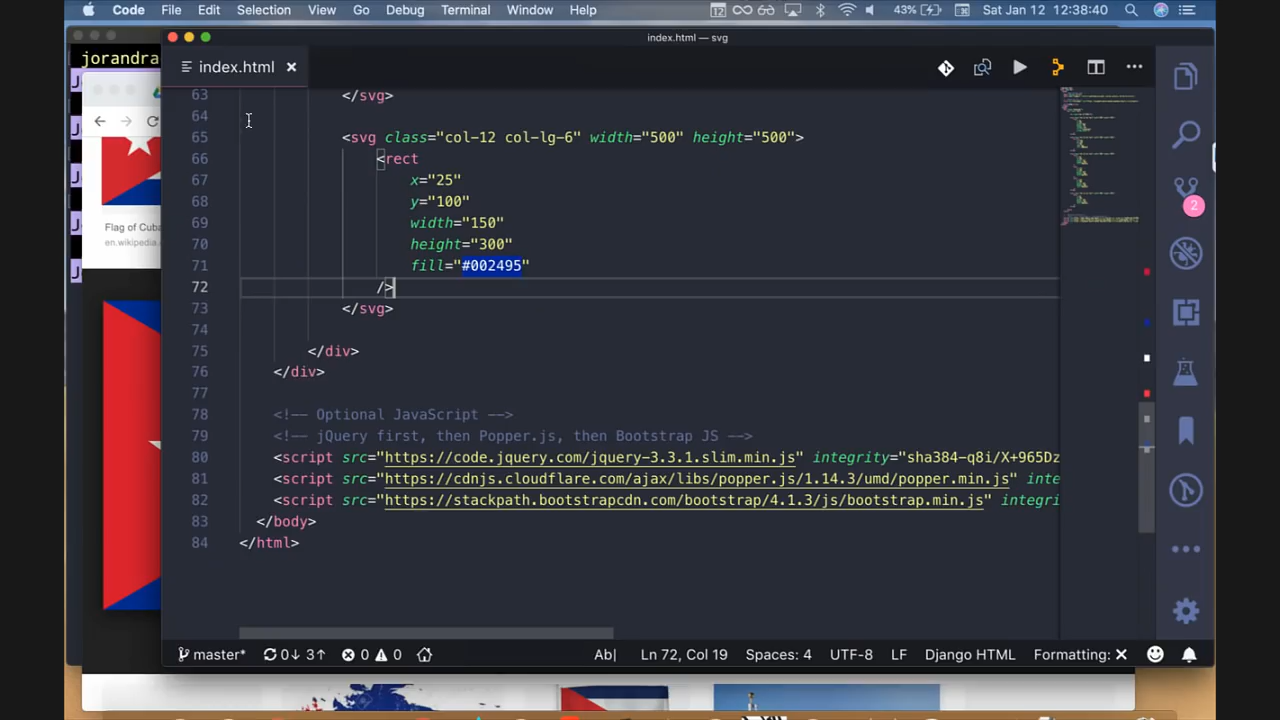 Code File Edit Selection View Go Debug Terminal Window Help 12 43% Sat Jan 12 12:38:40
index.html — svg
jorandra
index.html
63 </svg>
64
65 <svg class="col-12 col-lg-6" width="500" height="500">
66 <rect
67 x="25"
68 y="100"
69 width="150"
70 height="300"
71 fill="#002495"
72 />
73 </svg>
74
75 </div>
76 </div>
77
78 <!-- Optional JavaScript -->
79 <!-- jQuery first, then Popper.js, then Bootstrap JS -->
80 <script src="https://code.jquery.com/jquery-3.3.1.slim.min.js" integrity="sha384-q8i/X+965Dz
81 <script src="https://cdnjs.cloudflare.com/ajax/libs/popper.js/1.14.3/umd/popper.min.js" inte
82 <script src="https://stackpath.bootstrapcdn.com/bootstrap/4.1.3/js/bootstrap.min.js" integri
83 </body>
84 </html>
Flag of Cuba
en.wikipedia.
2
master* 0↓ 3↑ 0 0 Ab| Ln 72, Col 19 Spaces: 4 UTF-8 LF Django HTML Formatting: ✕